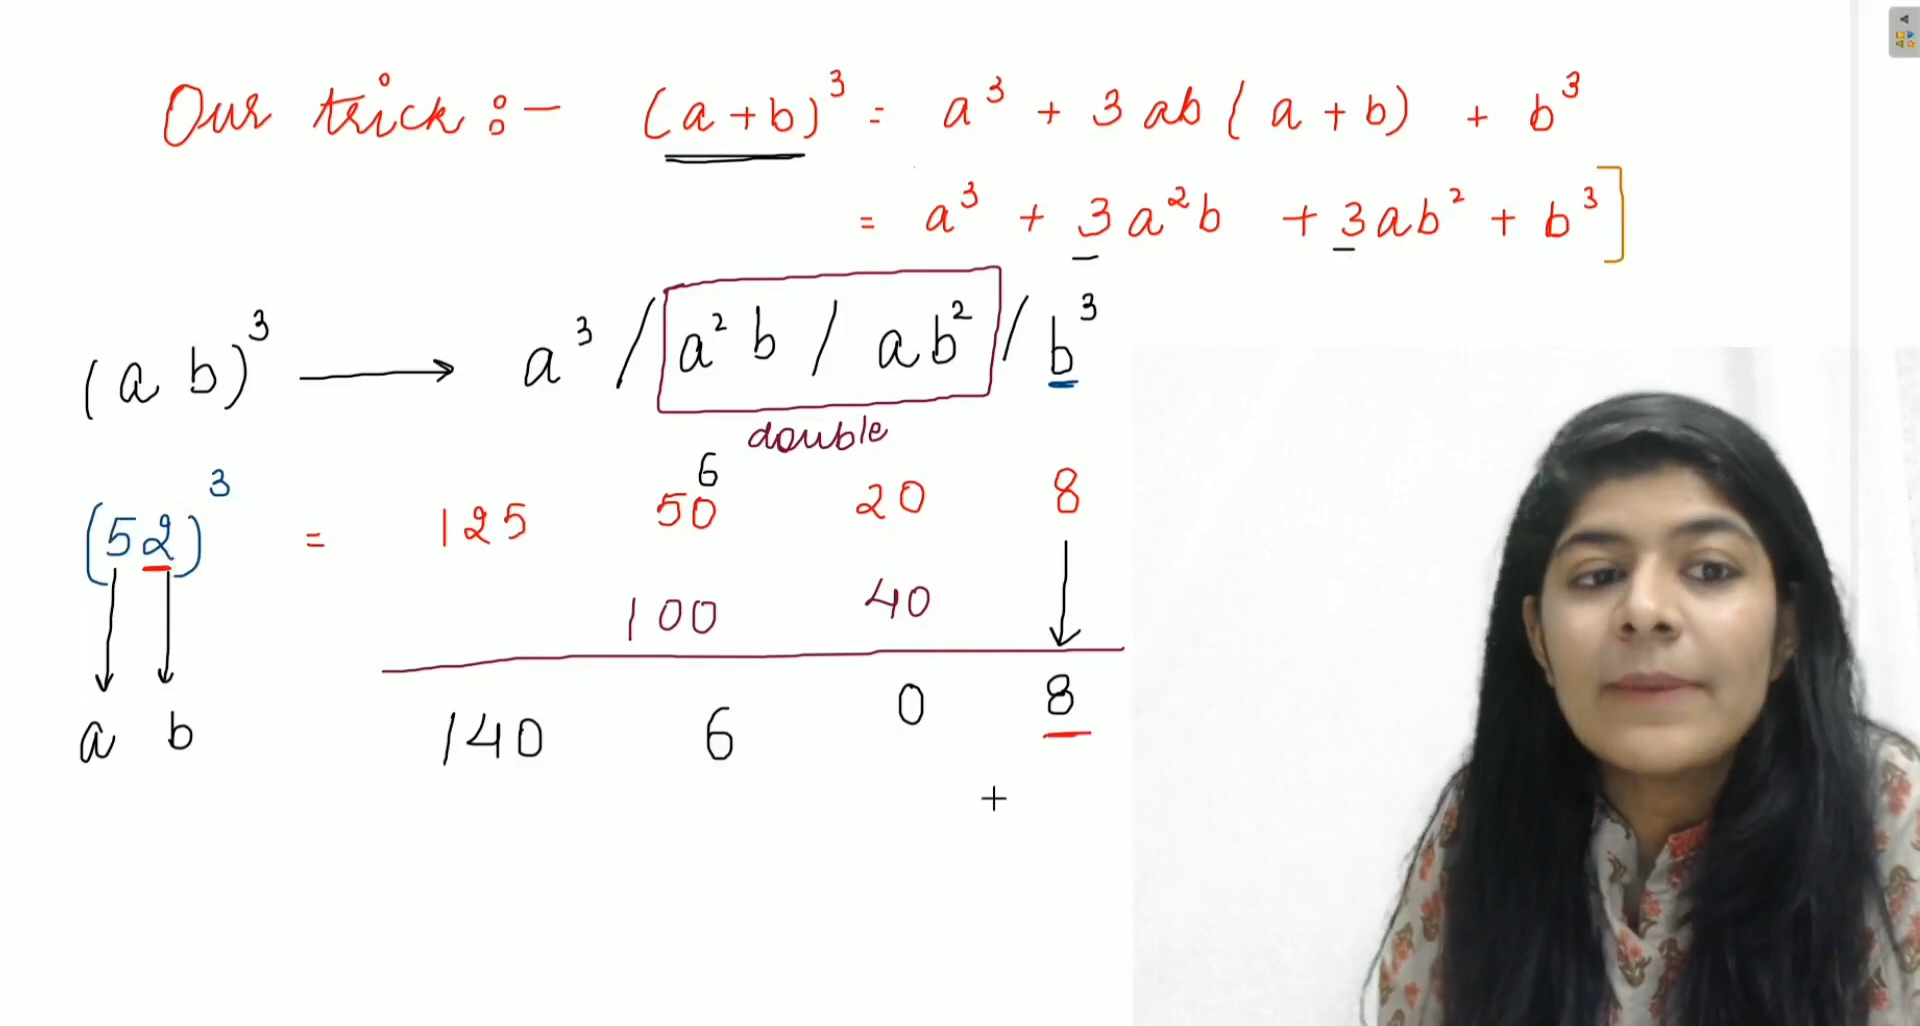 Our trick :- (a+b)³ = a³ + 3ab(a+b) + b³
= a³ + 3a²b + 3ab² + b³]
(ab)³ → a³ / a²b / ab² / b³
double
6
(52)³ = 125 50 20 8
100 40
140 6 0 8
a b
+